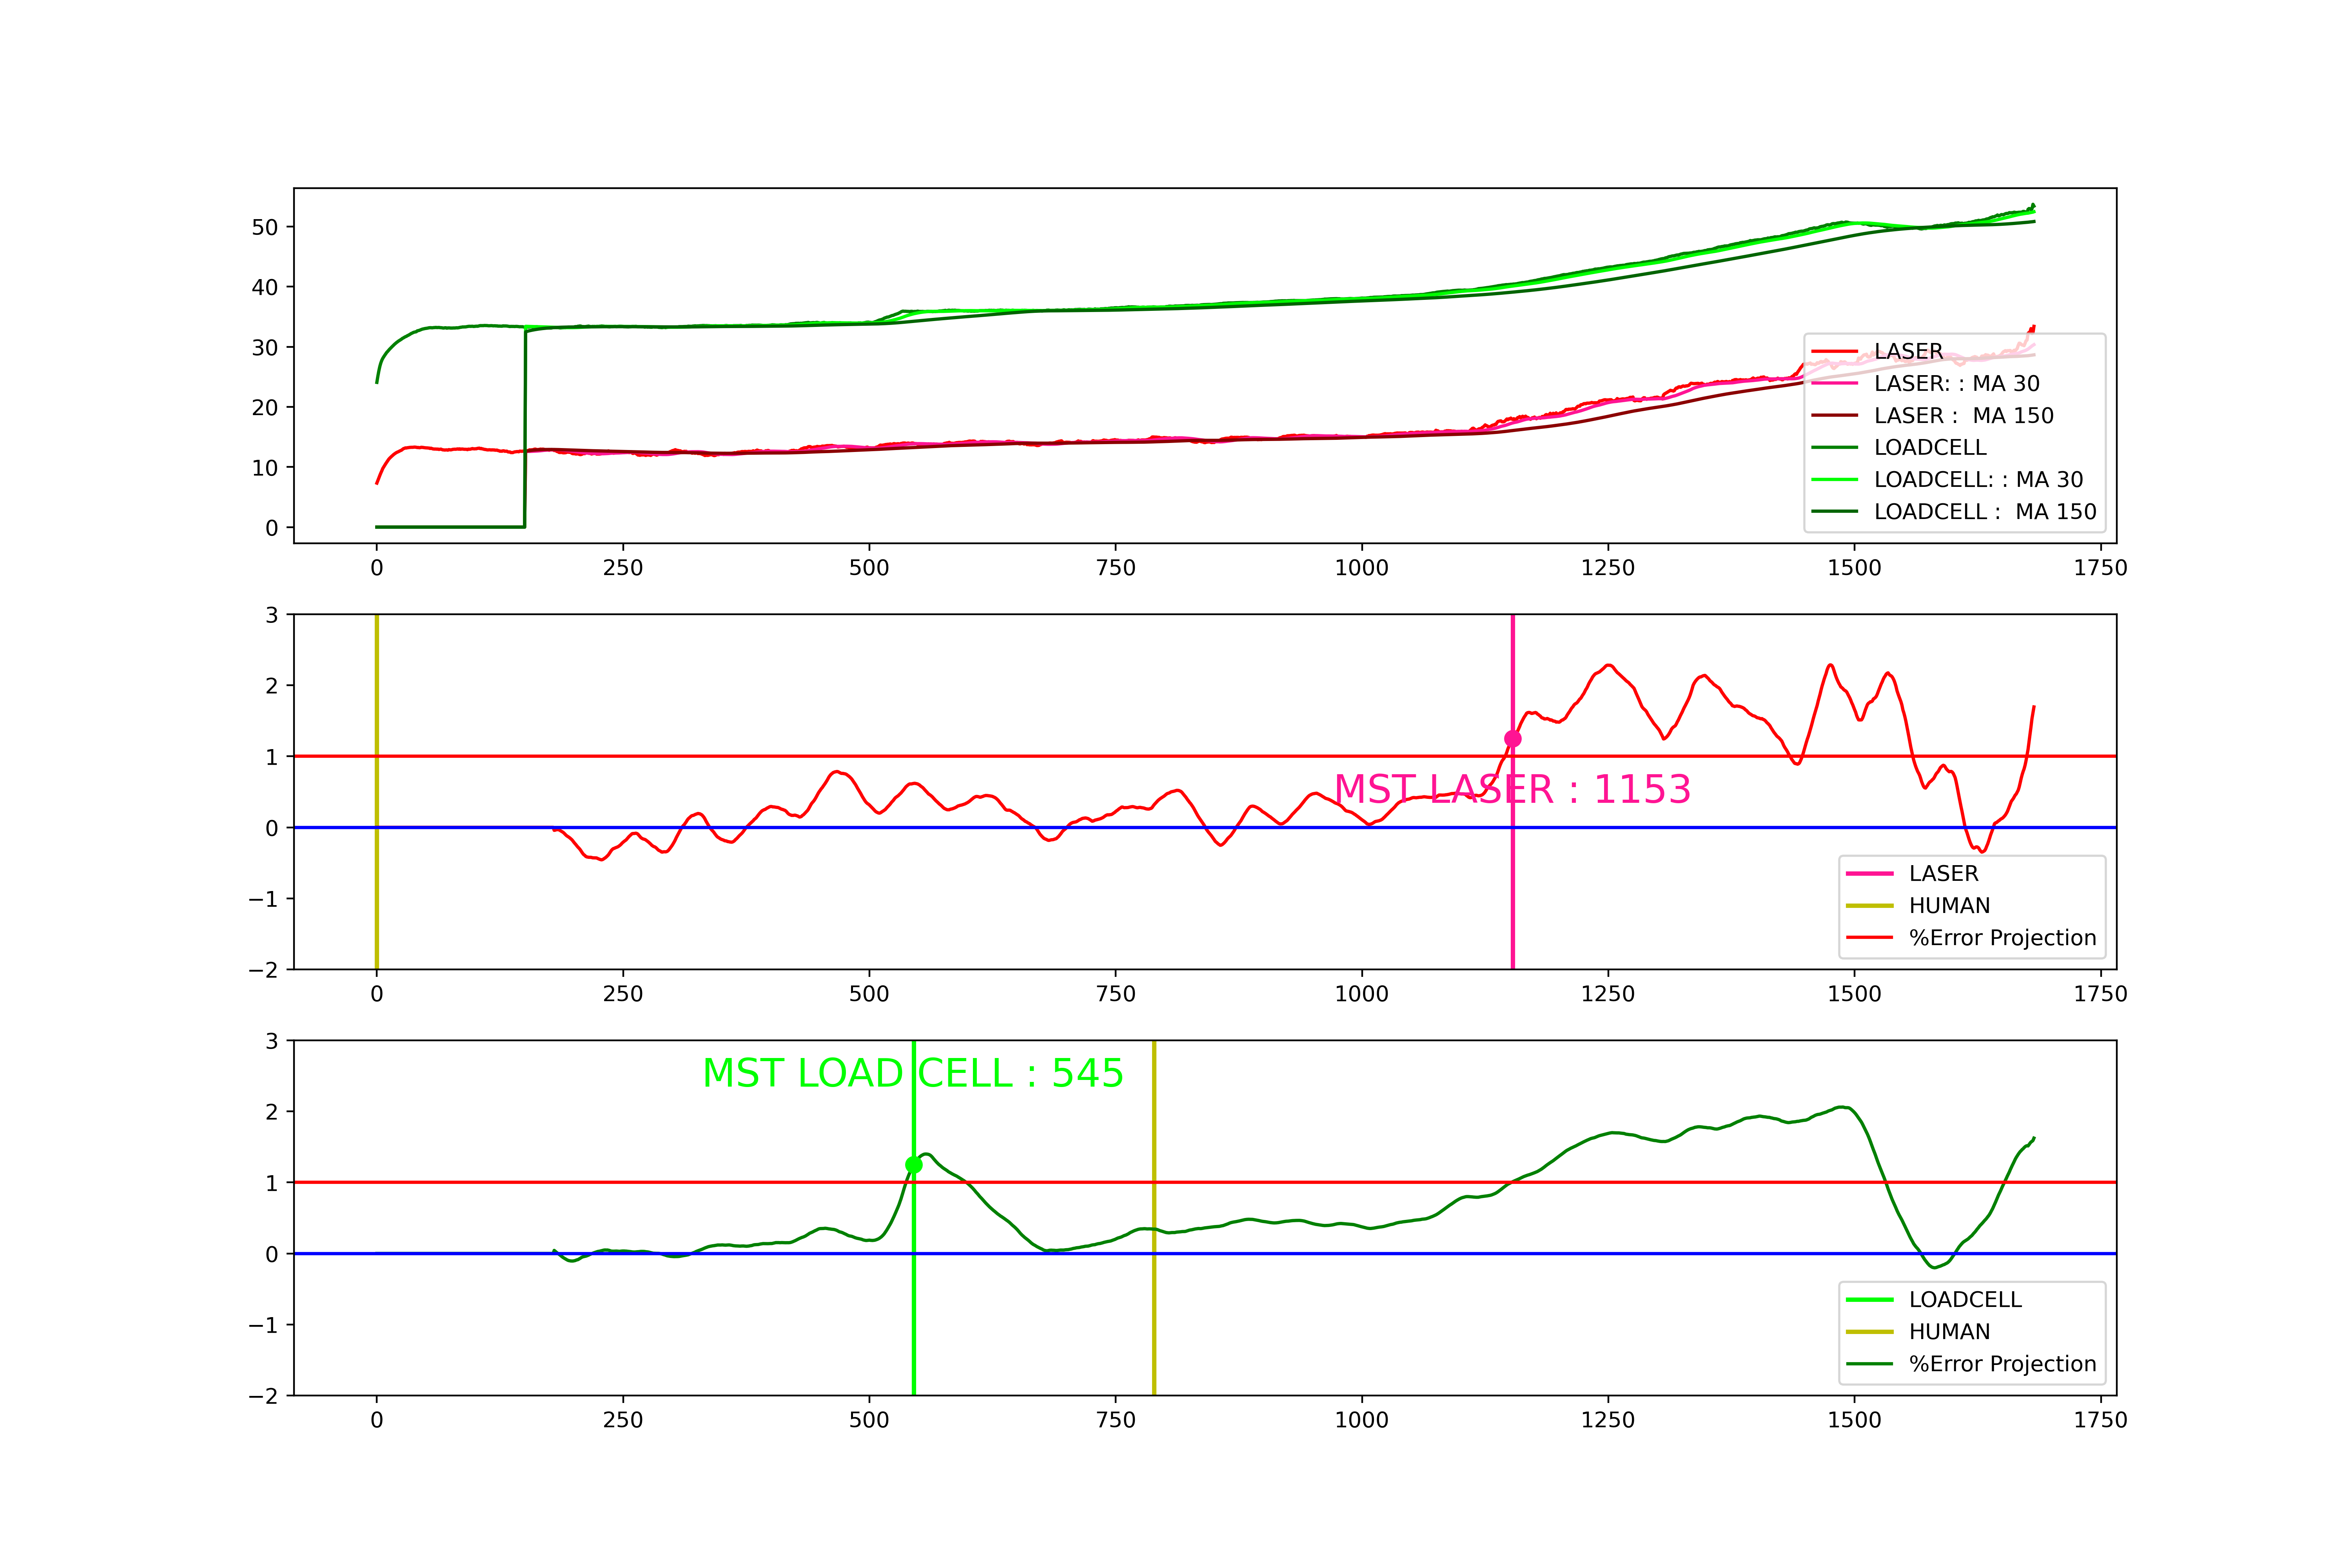 50
40
30
20
10
0
LASER
LASER: : MA 30
LASER :  MA 150
LOADCELL
LOADCELL: : MA 30
LOADCELL :  MA 150
0 250 500 750 1000 1250 1500 1750
3
2
1
0
−1
−2
MST LASER : 1153
LASER
HUMAN
%Error Projection
0 250 500 750 1000 1250 1500 1750
3
2
1
0
−1
−2
MST LOAD CELL : 545
LOADCELL
HUMAN
%Error Projection
0 250 500 750 1000 1250 1500 1750